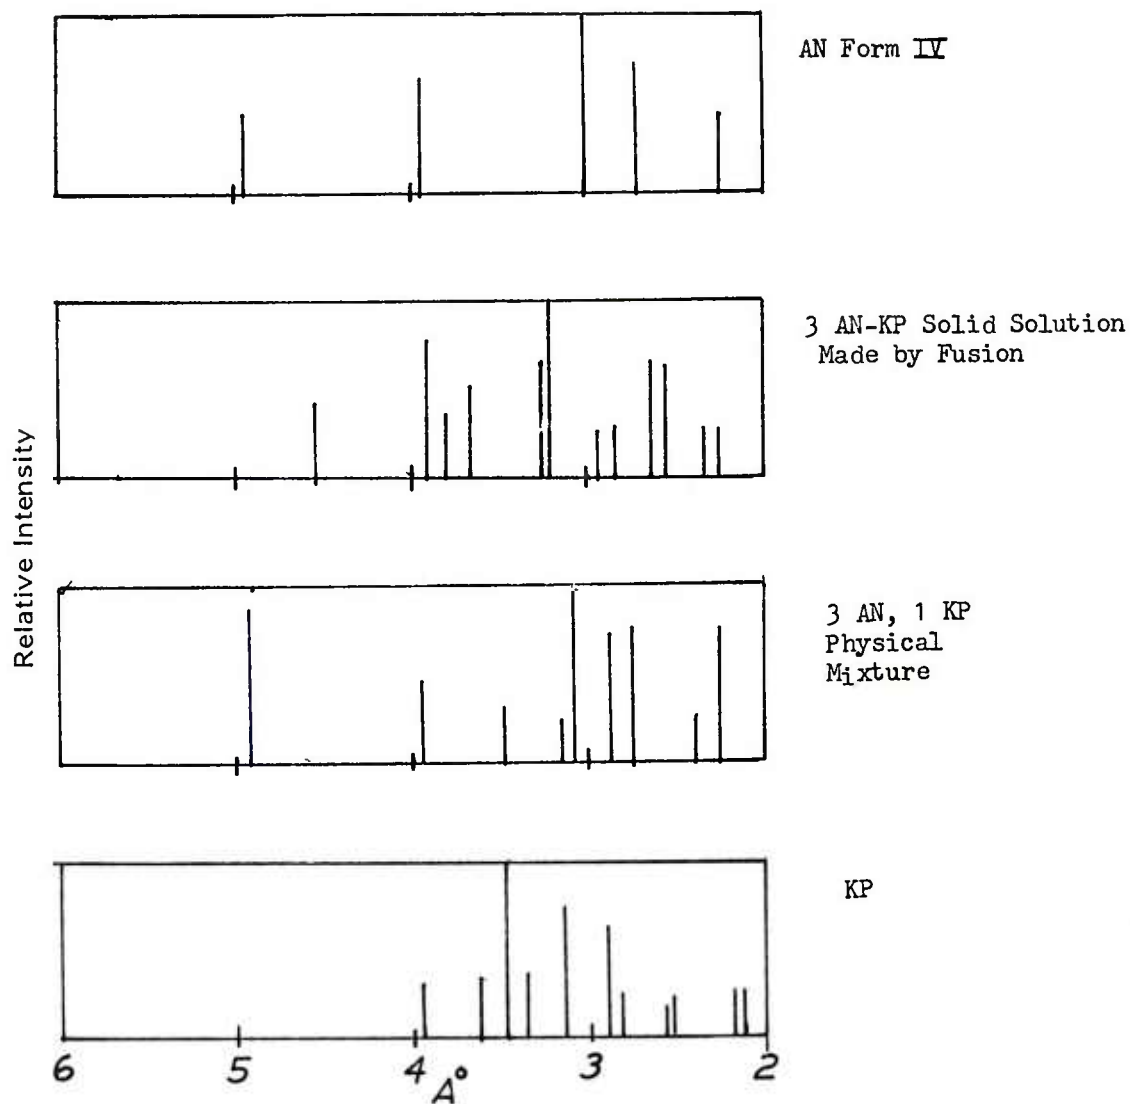 AN Form IV
3 AN-KP Solid Solution
Made by Fusion
Relative Intensity
3 AN, 1 KP
Physical
Mixture
KP
6 5 4 3 2
A°